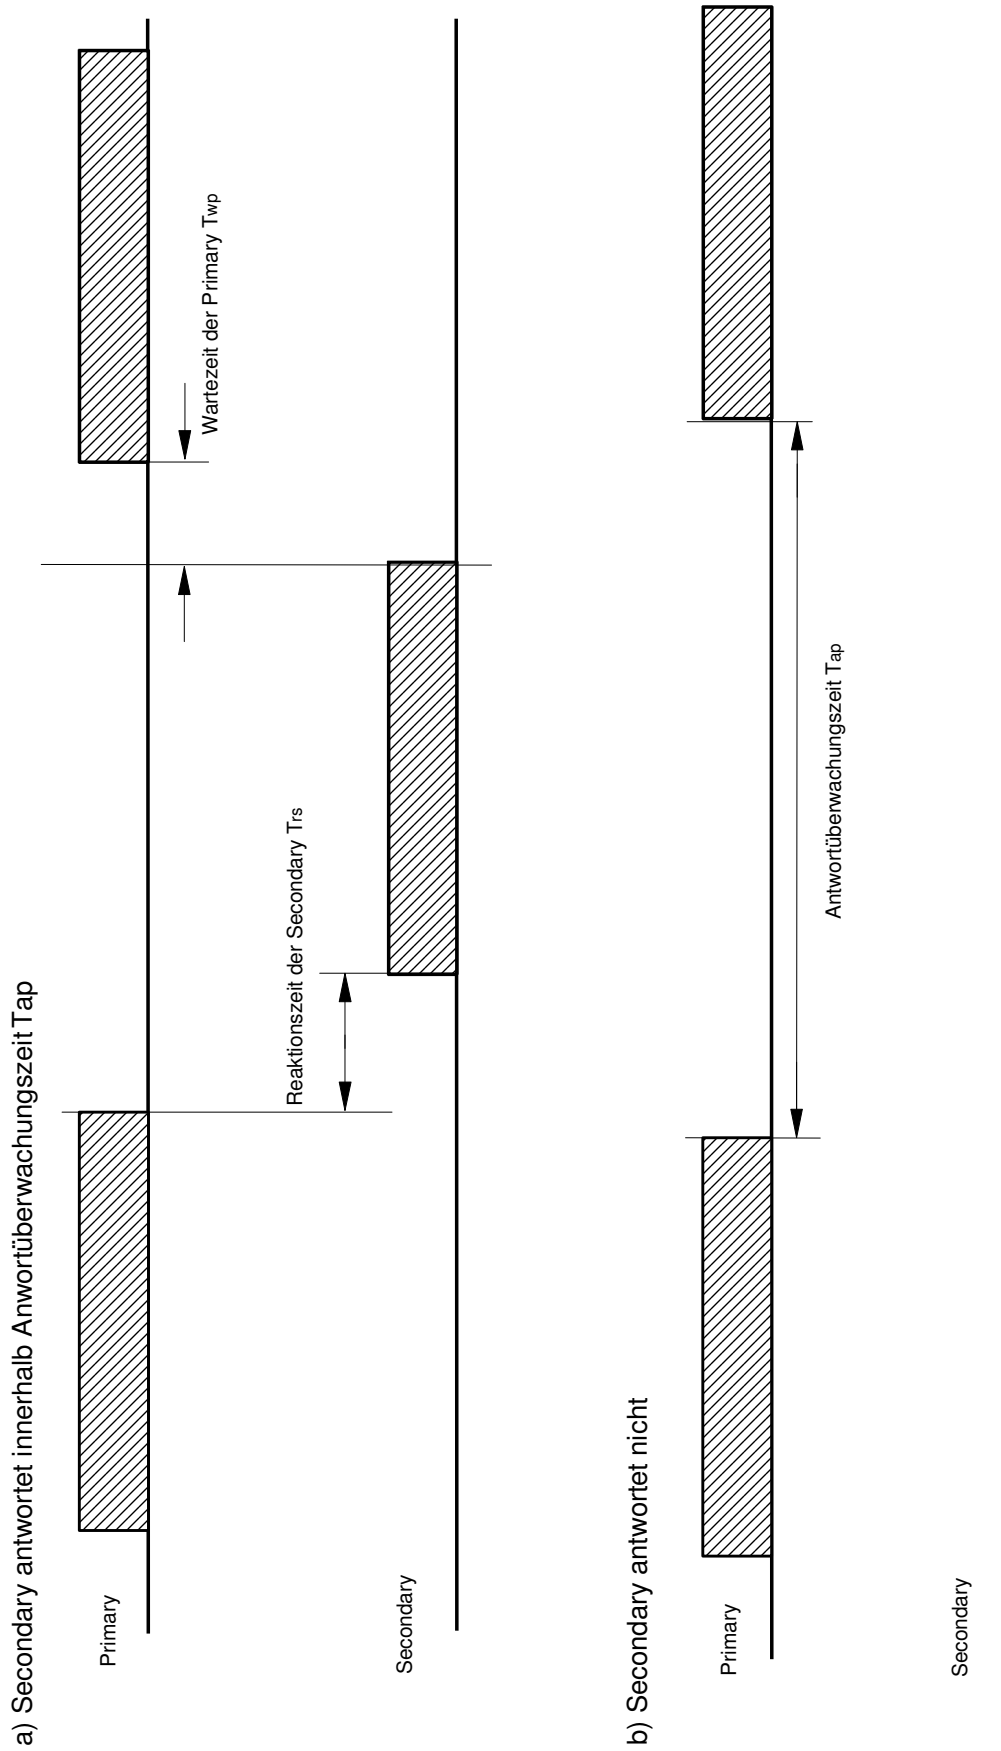 a) Secondary antwortet innerhalb Anwortüberwachungszeit Tap
Primary
Wartezeit der Primary Twp
Reaktionszeit der Secondary Trs
Secondary
b) Secondary antwortet nicht
Primary
Antwortüberwachungszeit Tap
Secondary